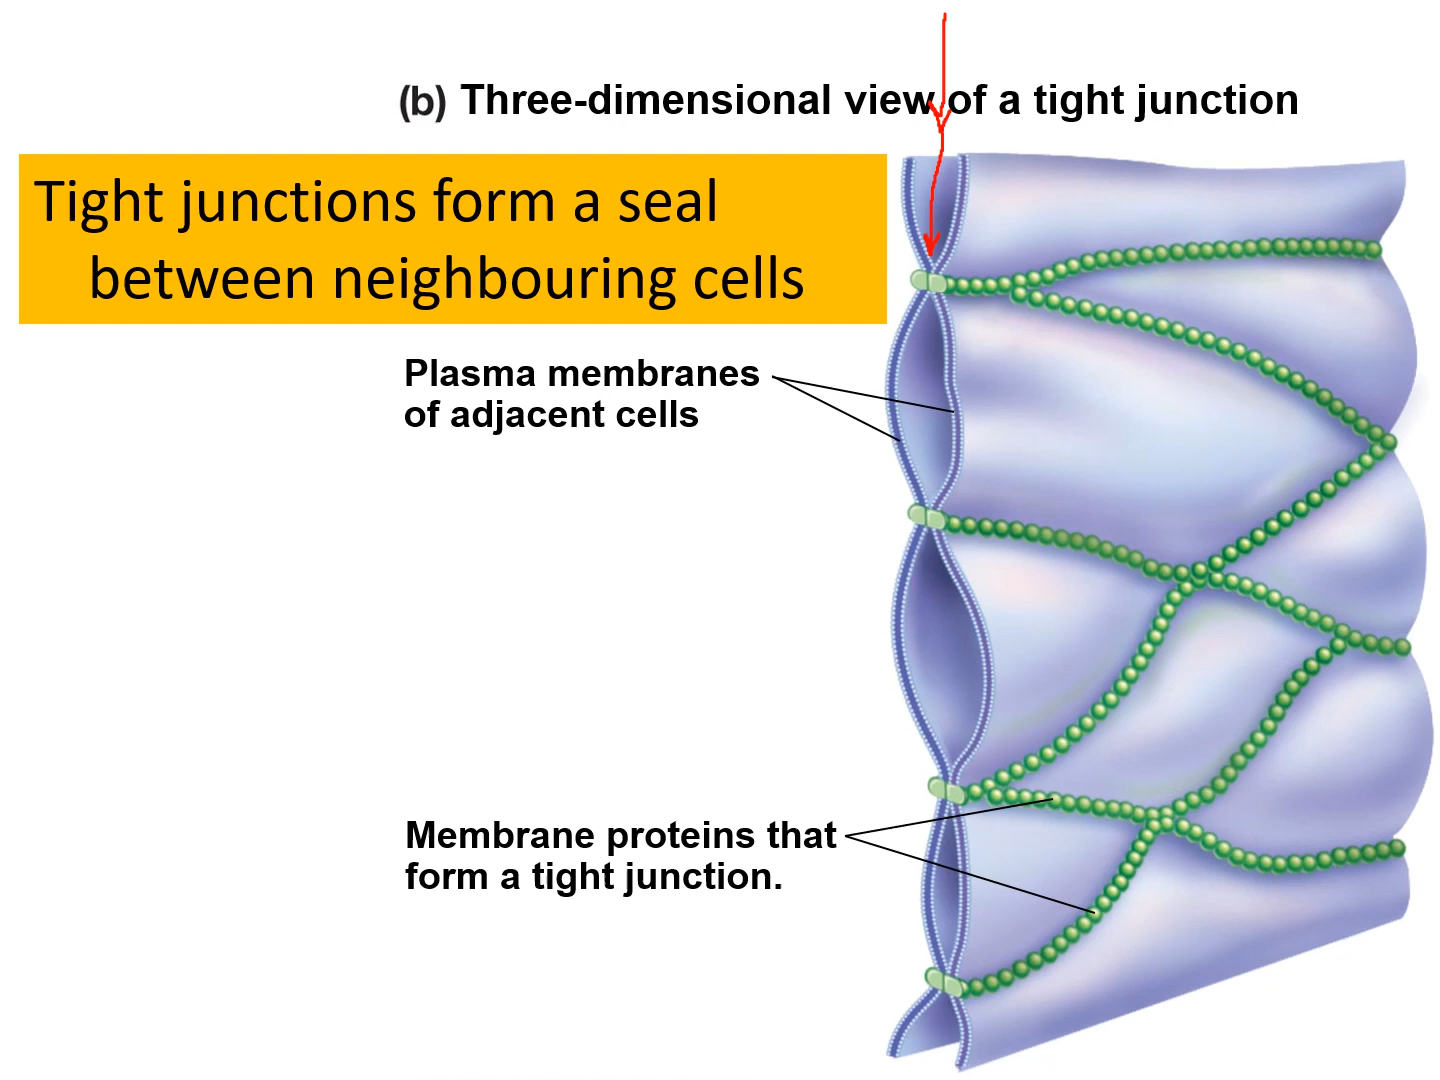 (b) Three-dimensional view of a tight junction
Tight junctions form a seal
between neighbouring cells
Plasma membranes
of adjacent cells
Membrane proteins that
form a tight junction.